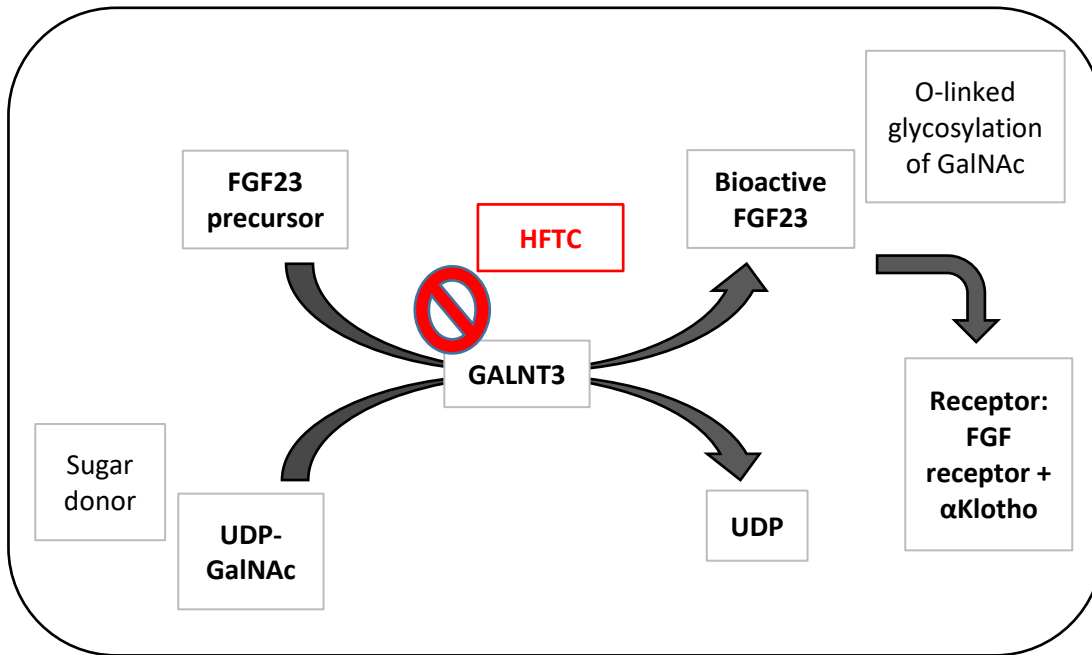 FGF23
precursor
HFTC
Bioactive
FGF23
O-linked
glycosylation
of GalNAc
GALNT3
Sugar
donor
UDP-
GalNAc
UDP
Receptor:
FGF
receptor +
αKlotho